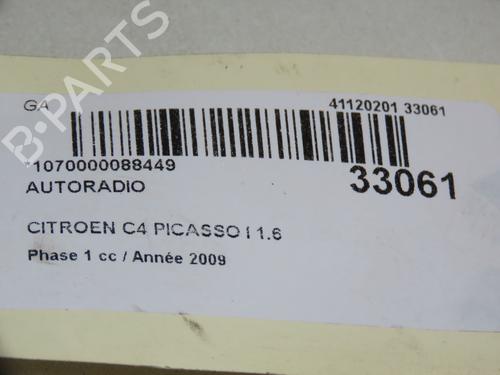 GA 41120201 33061
*1070000088449 33061
AUTORADIO
CITROEN C4 PICASSO I 1.6
Phase 1 cc / Année 2009
B-PARTS